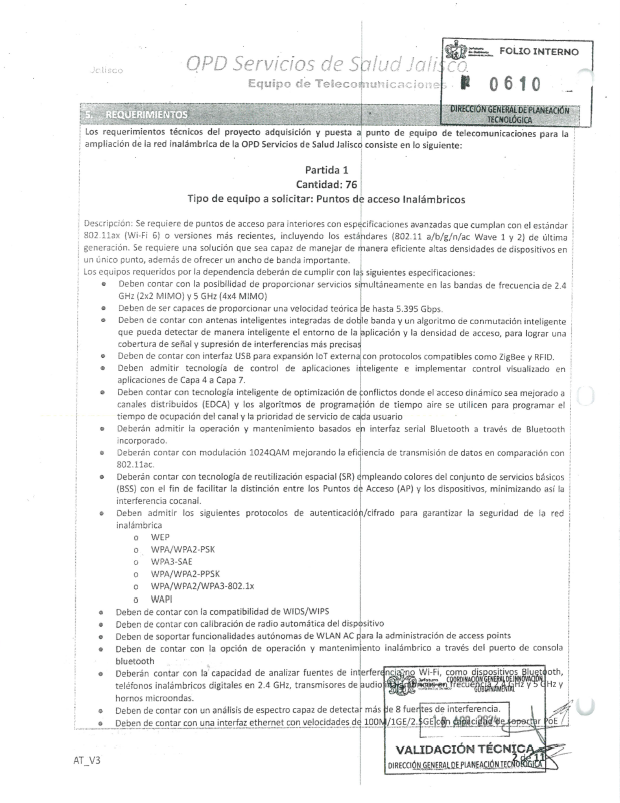 FOLIO INTERNO
Jalisco
OPD Servicios de Salud Jalisco
Equipo de Telecomunicaciones
0610
DIRECCIÓN GENERAL DE PLANEACIÓN
TECNOLÓGICA
5. REQUERIMIENTOS
Los requerimientos técnicos del proyecto adquisición y puesta a punto de equipo de telecomunicaciones para la
ampliación de la red inalámbrica de la OPD Servicios de Salud Jalisco consiste en lo siguiente:
Partida 1
Cantidad: 76
Tipo de equipo a solicitar: Puntos de acceso Inalámbricos
Descripción: Se requiere de puntos de acceso para interiores con especificaciones avanzadas que cumplan con el estándar
802.11ax (Wi-Fi 6) o versiones más recientes, incluyendo los estándares (802.11 a/b/g/n/ac Wave 1 y 2) de última
generación. Se requiere una solución que sea capaz de manejar de manera eficiente altas densidades de dispositivos en
un único punto, además de ofrecer un ancho de banda importante.
Los equipos requeridos por la dependencia deberán de cumplir con las siguientes especificaciones:
• Deben contar con la posibilidad de proporcionar servicios simultáneamente en las bandas de frecuencia de 2.4
GHz (2x2 MIMO) y 5 GHz (4x4 MIMO)
• Deben de ser capaces de proporcionar una velocidad teórica de hasta 5.395 Gbps.
• Deben de contar con antenas inteligentes integradas de doble banda y un algoritmo de conmutación inteligente
que pueda detectar de manera inteligente el entorno de la aplicación y la densidad de acceso, para lograr una
cobertura de señal y supresión de interferencias más precisas
• Deben de contar con interfaz USB para expansión IoT externa con protocolos compatibles como ZigBee y RFID.
• Deben admitir tecnología de control de aplicaciones inteligente e implementar control visualizado en
aplicaciones de Capa 4 a Capa 7.
• Deben contar con tecnología inteligente de optimización de conflictos donde el acceso dinámico sea mejorado a
canales distribuidos (EDCA) y los algoritmos de programación de tiempo aire se utilicen para programar el
tiempo de ocupación del canal y la prioridad de servicio de cada usuario
• Deberán admitir la operación y mantenimiento basados en interfaz serial Bluetooth a través de Bluetooth
incorporado.
• Deberán contar con modulación 1024QAM mejorando la eficiencia de transmisión de datos en comparación con
802.11ac.
• Deberán contar con tecnología de reutilización espacial (SR) empleando colores del conjunto de servicios básicos
(BSS) con el fin de facilitar la distinción entre los Puntos de Acceso (AP) y los dispositivos, minimizando así la
interferencia cocanal.
• Deben admitir los siguientes protocolos de autenticación/cifrado para garantizar la seguridad de la red
inalámbrica
o WEP
o WPA/WPA2-PSK
o WPA3-SAE
o WPA/WPA2-PPSK
o WPA/WPA2/WPA3-802.1x
o WAPI
• Deben de contar con la compatibilidad de WIDS/WIPS
• Deben contar con calibración de radio automática del dispositivo
• Deben de soportar funcionalidades autónomas de WLAN AC para la administración de access points
• Deben de contar con la opción de operación y mantenimiento inalámbrico a través del puerto de consola
bluetooth
• Deberán contar con la capacidad de analizar fuentes de interferencia no Wi-Fi, como dispositivos Bluetooth,
teléfonos inalámbricos digitales en 2.4 GHz, transmisores de audio frecuencia 2.4 GHz y 5 GHz y
hornos microondas.
• Deben de contar con un análisis de espectro capaz de detectar más de 8 fuentes de interferencia.
• Deben de contar con una interfaz ethernet con velocidades de 100M/1GE/2.5GE con capacidad de soportar PoE
COORDINACIÓN GENERAL DE INNOVACIÓN
GUBERNAMENTAL
VALIDACIÓN TÉCNICA
2 de 11
DIRECCIÓN GENERAL DE PLANEACIÓN TECNOLÓGICA
AT_V3